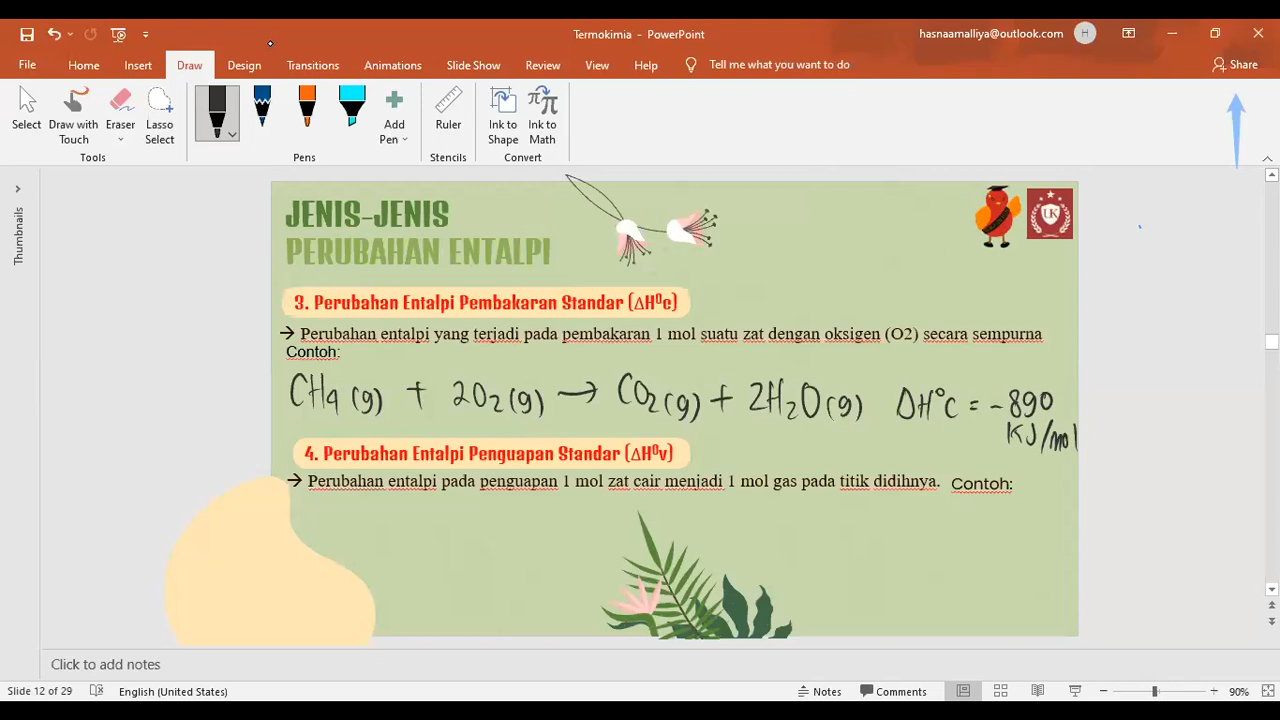 Termokimia - PowerPoint
hasnaamalliya@outlook.com
H
File Home Insert Draw Design Transitions Animations Slide Show Review View Help Tell me what you want to do
Share
Select
Draw with Touch
Eraser
Lasso Select
Add Pen
Ruler
Ink to Shape
Ink to Math
Tools
Pens
Stencils
Convert
Thumbnails
JENIS-JENIS
PERUBAHAN ENTALPI
UK
3. Perubahan Entalpi Pembakaran Standar (ΔH⁰c)
→ Perubahan entalpi yang terjadi pada pembakaran 1 mol suatu zat dengan oksigen (O2) secara sempurna
Contoh:
CH4 (g) + 2O2 (g) → CO2 (g) + 2H2O (g) ΔH°C = -890
KJ/mol
4. Perubahan Entalpi Penguapan Standar (ΔH⁰v)
→ Perubahan entalpi pada penguapan 1 mol zat cair menjadi 1 mol gas pada titik didihnya. Contoh:
Click to add notes
Slide 12 of 29
English (United States)
Notes
Comments
90%